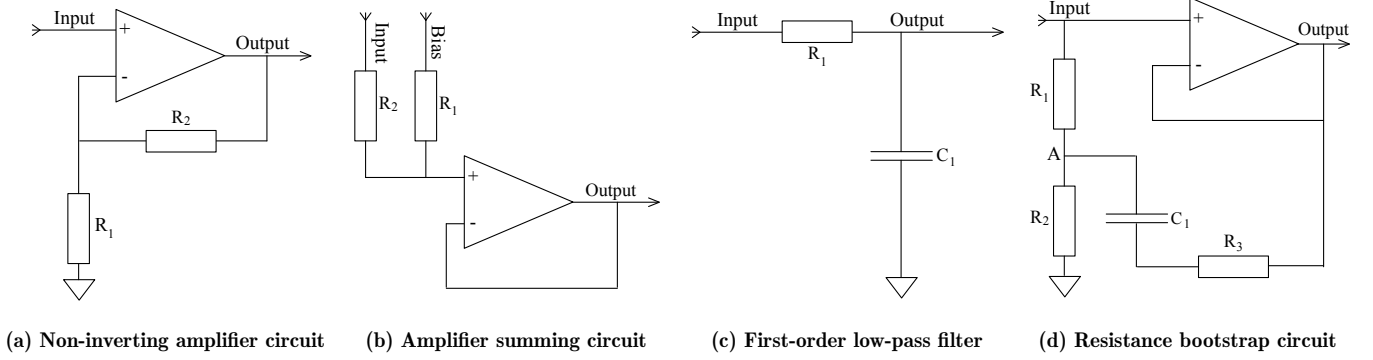 Input
+
-
Output
R2
R1
(a) Non-inverting amplifier circuit
Input
Bias
R2
R1
+
-
Output
(b) Amplifier summing circuit
Input
Output
R1
C1
(c) First-order low-pass filter
Input
+
-
Output
R1
A
R2
C1
R3
(d) Resistance bootstrap circuit